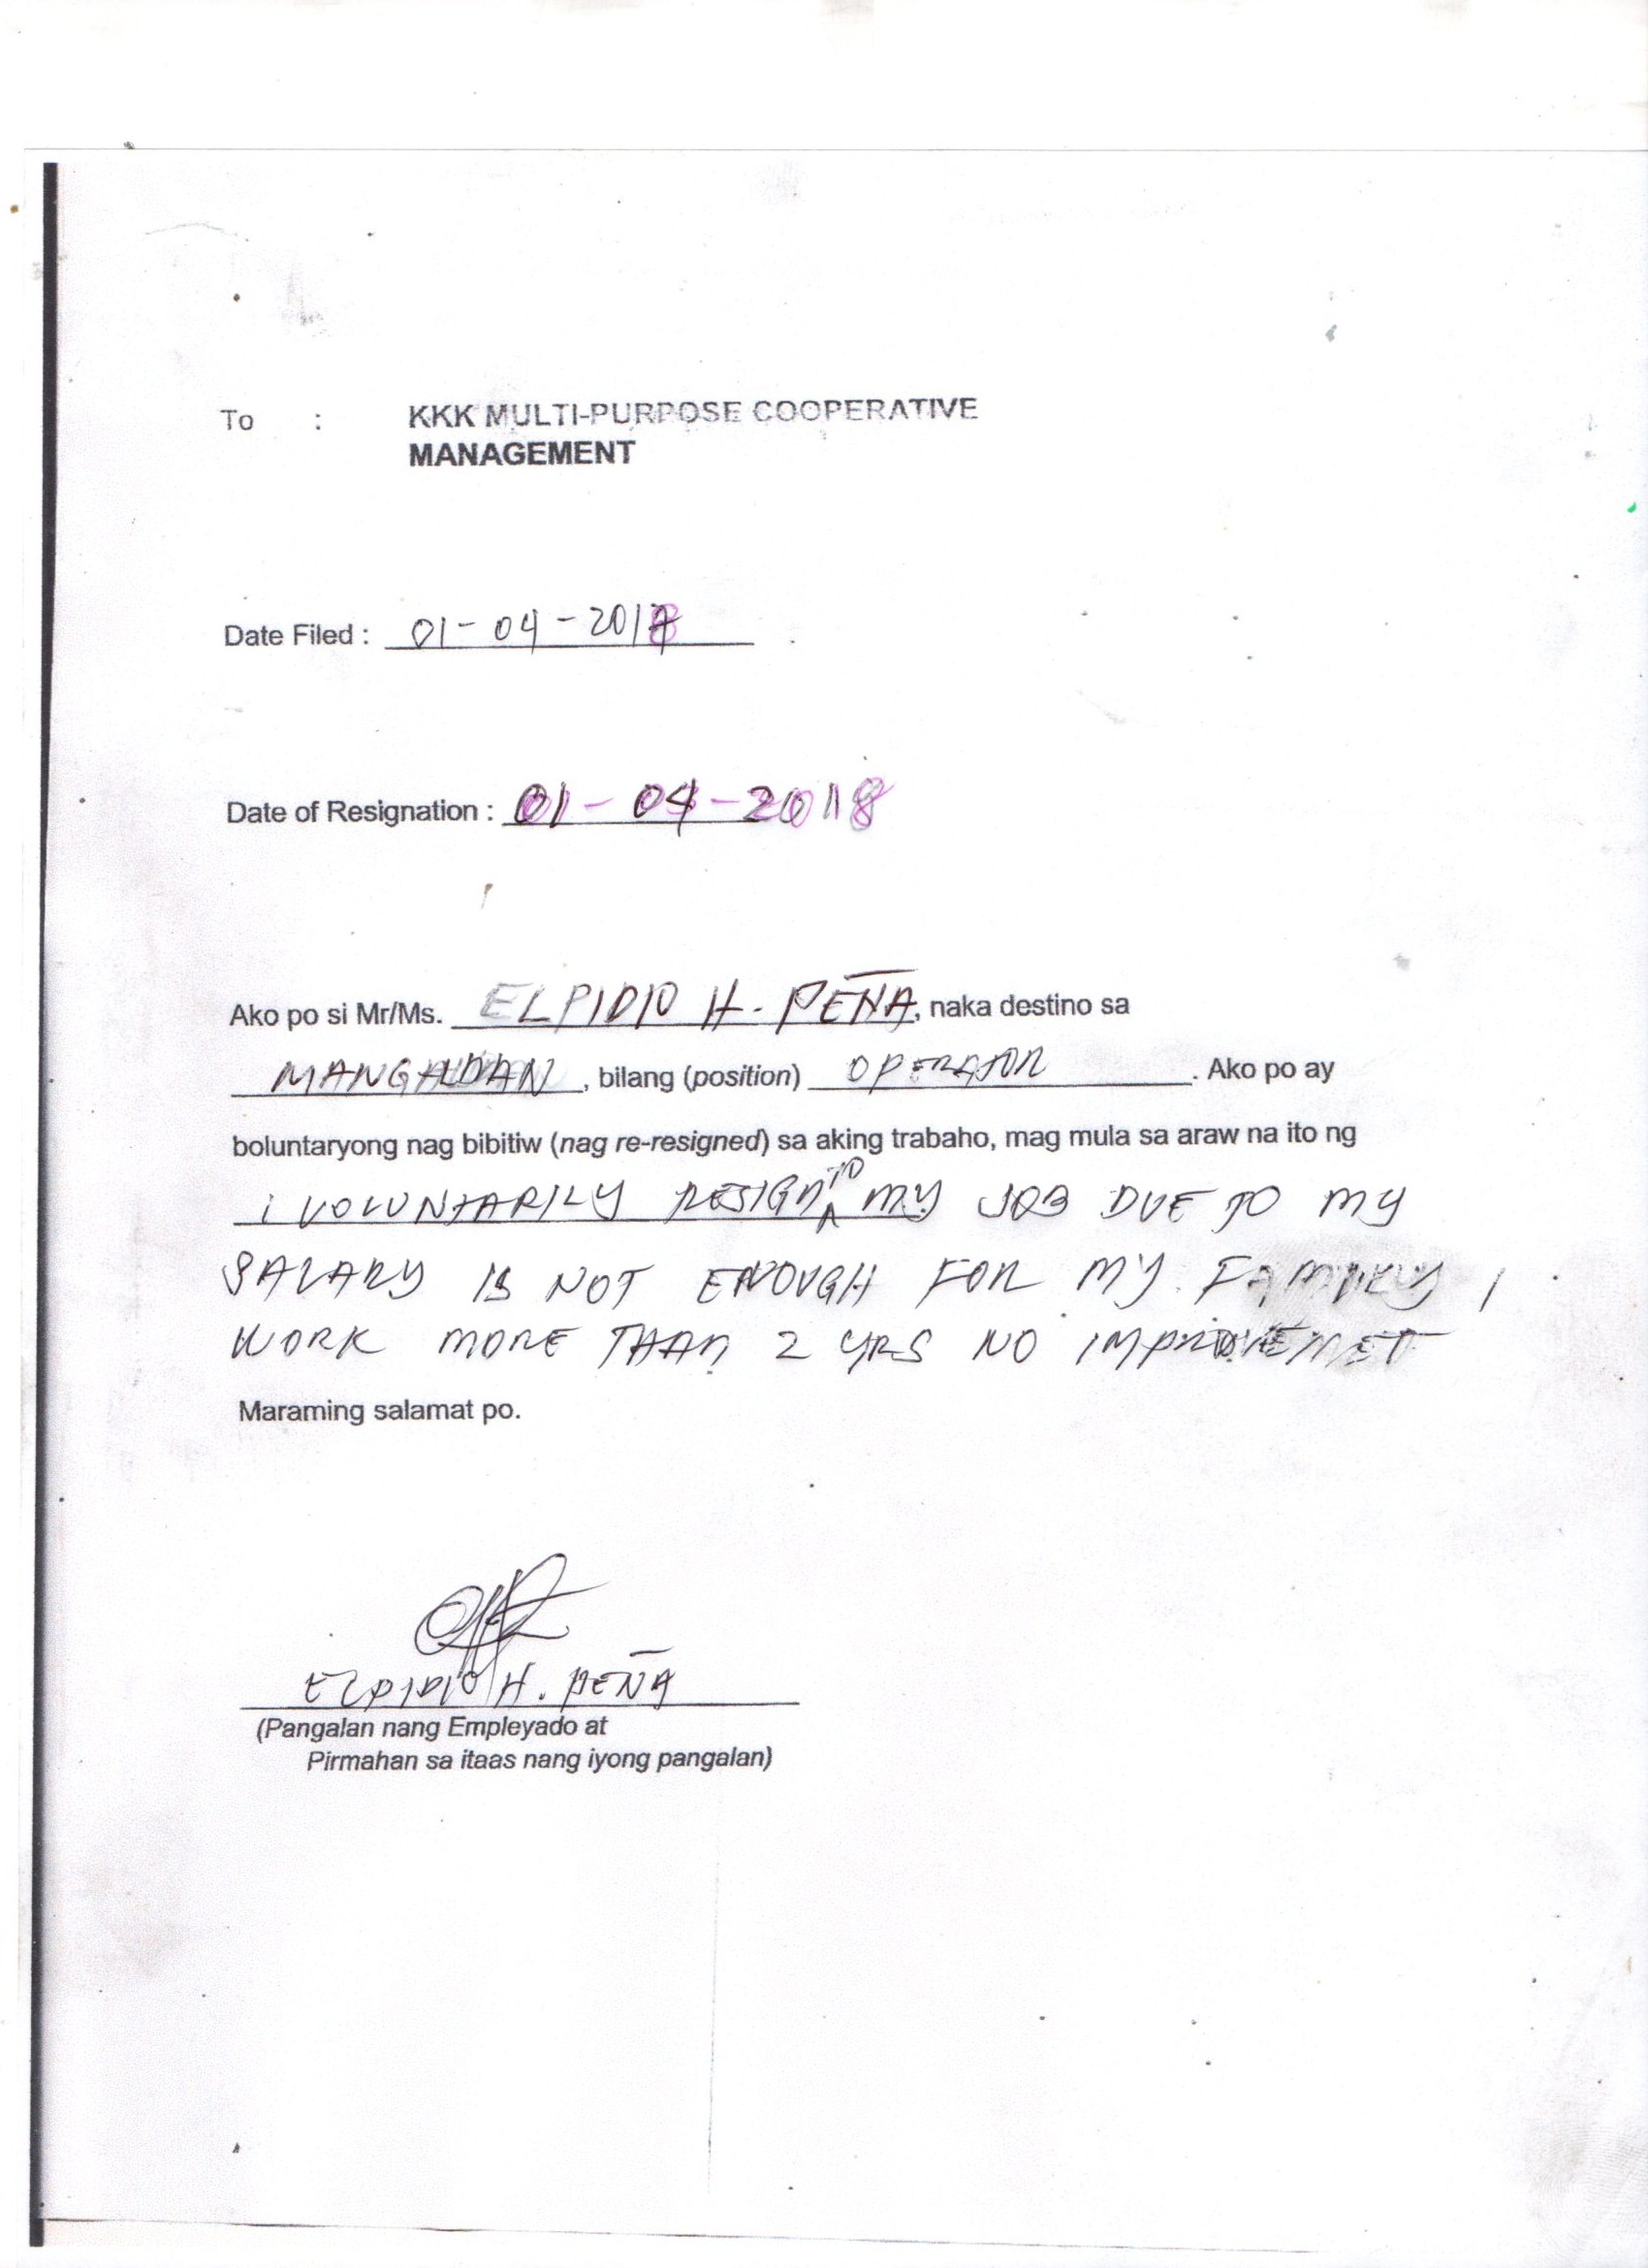 To : KKK MULTI-PURPOSE COOPERATIVE
MANAGEMENT
Date Filed : 01-04-2018
Date of Resignation : 01-04-2018
Ako po si Mr/Ms. ELPIDIO H. PEÑA, naka destino sa
MANGALDAN, bilang (position) OPERATOR. Ako po ay
boluntaryong nag bibitiw (nag re-resigned) sa aking trabaho, mag mula sa araw na ito ng
i VOLUNTARILY RESIGN TO MY JOB DUE TO MY
SALARY IS NOT ENOUGH FOR MY FAMILY I
WORK MORE THAN 2 YRS NO IMPROVEMET
Maraming salamat po.
ELPIDIO H. PEÑA
(Pangalan nang Empleyado at
Pirmahan sa itaas nang iyong pangalan)